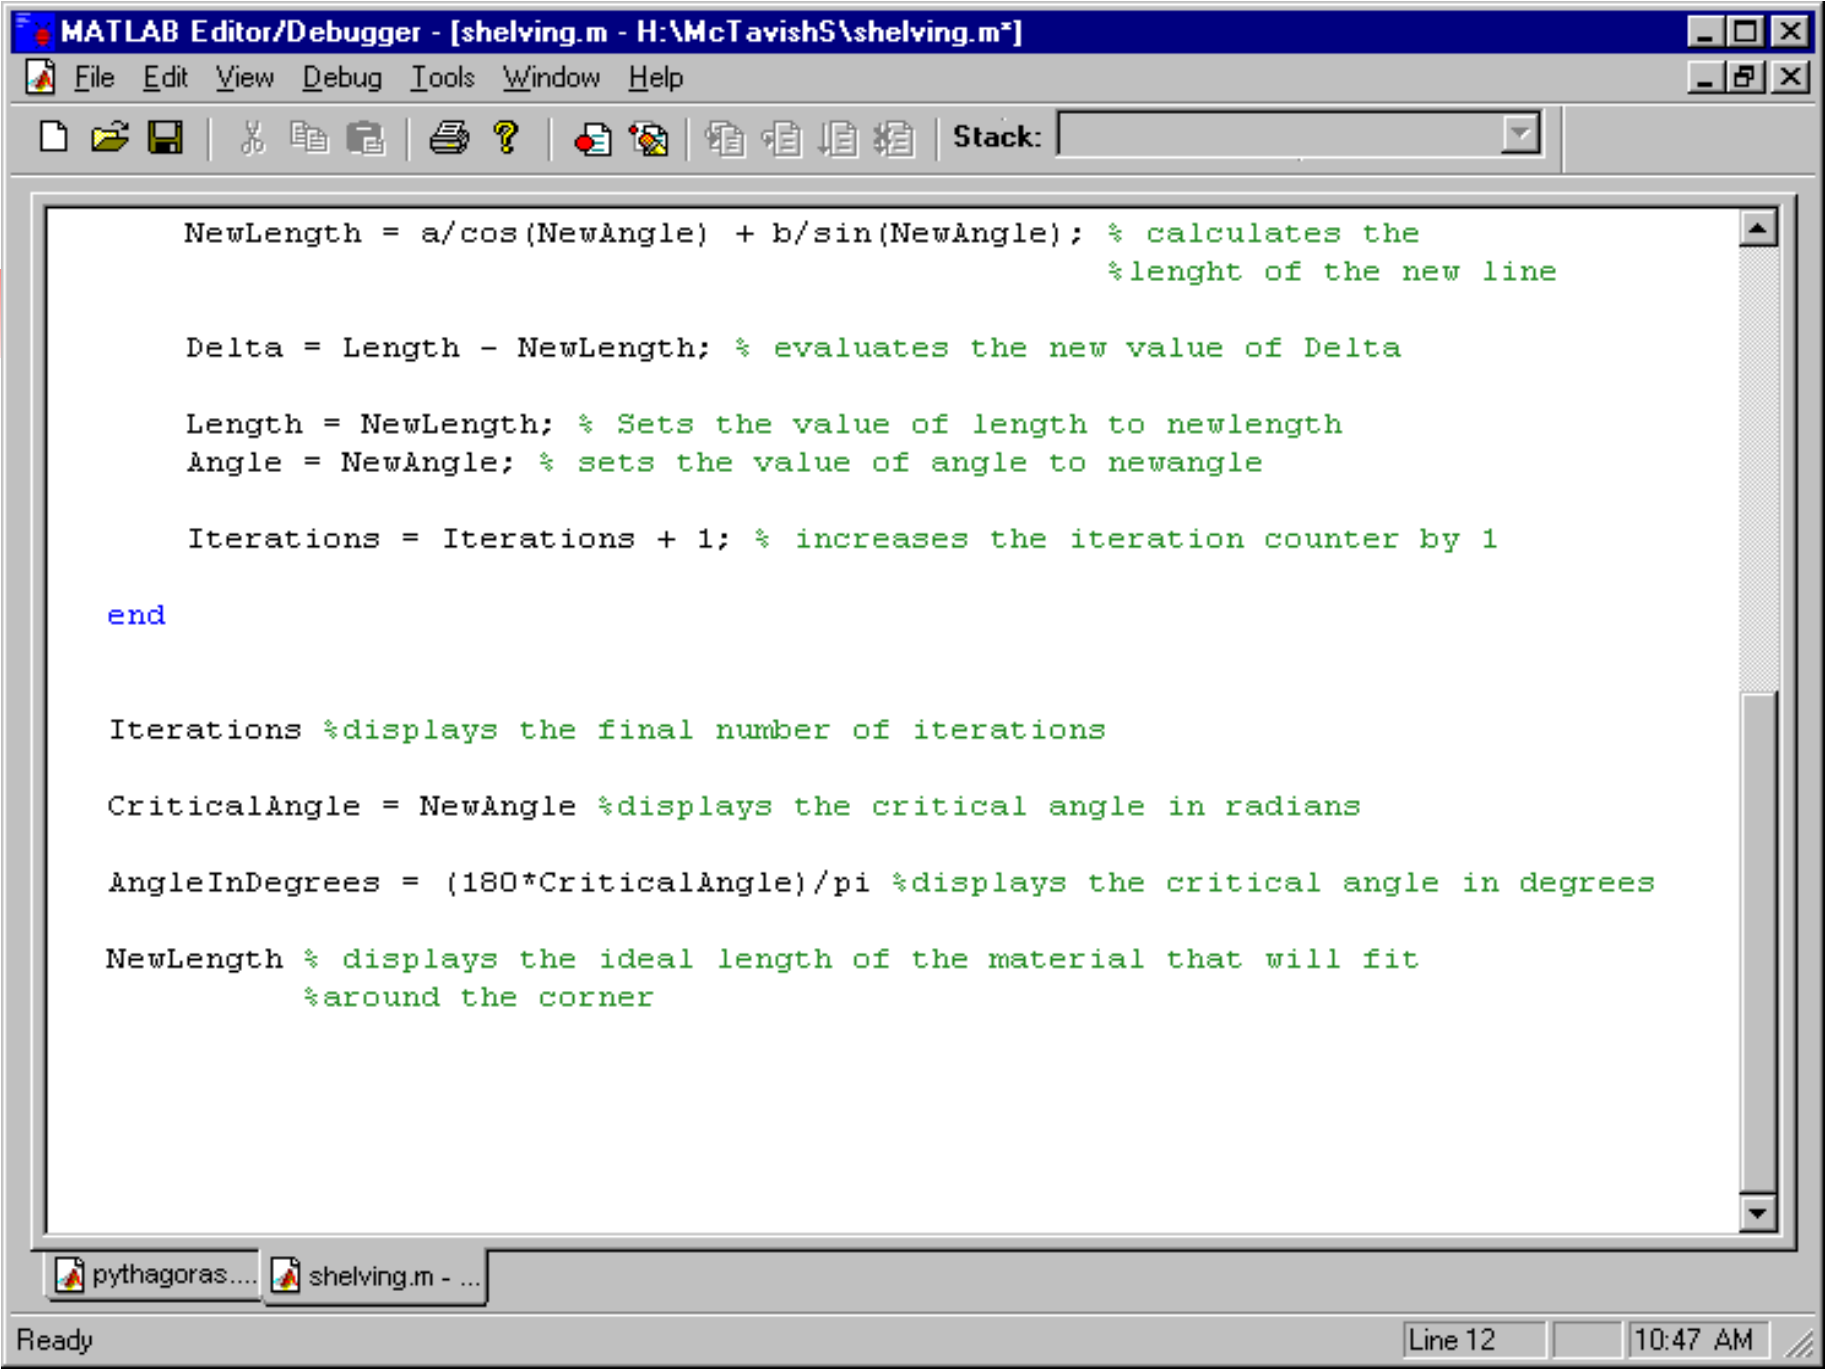 MATLAB Editor/Debugger - [shelving.m - H:\McTavishS\shelving.m*]
File Edit View Debug Tools Window Help
Stack:
NewLength = a/cos(NewAngle) + b/sin(NewAngle); % calculates the
%lenght of the new line
Delta = Length - NewLength; % evaluates the new value of Delta
Length = NewLength; % Sets the value of length to newlength
Angle = NewAngle; % sets the value of angle to newangle
Iterations = Iterations + 1; % increases the iteration counter by 1
end
Iterations %displays the final number of iterations
CriticalAngle = NewAngle %displays the critical angle in radians
AngleInDegrees = (180*CriticalAngle)/pi %displays the critical angle in degrees
NewLength % displays the ideal length of the material that will fit
%around the corner
pythagoras.... shelving.m - ...
Ready Line 12 10:47 AM